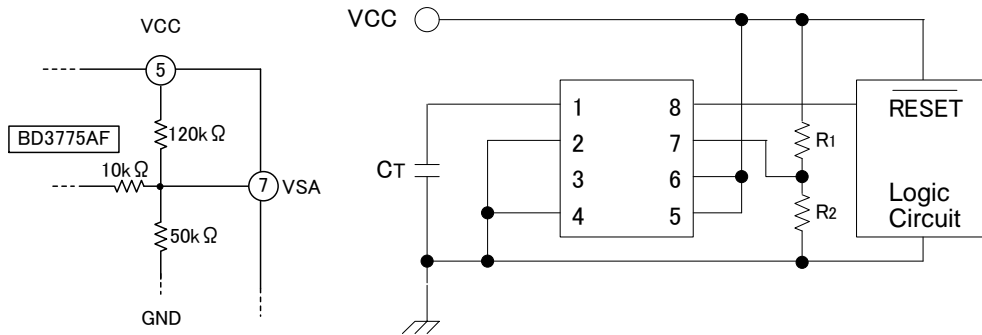 VCC
5
120kΩ
BD3775AF
10kΩ
7 VSA
50kΩ
GND
VCC
1 8
2 7
3 6
4 5
CT
R1
R2
RESET
Logic
Circuit